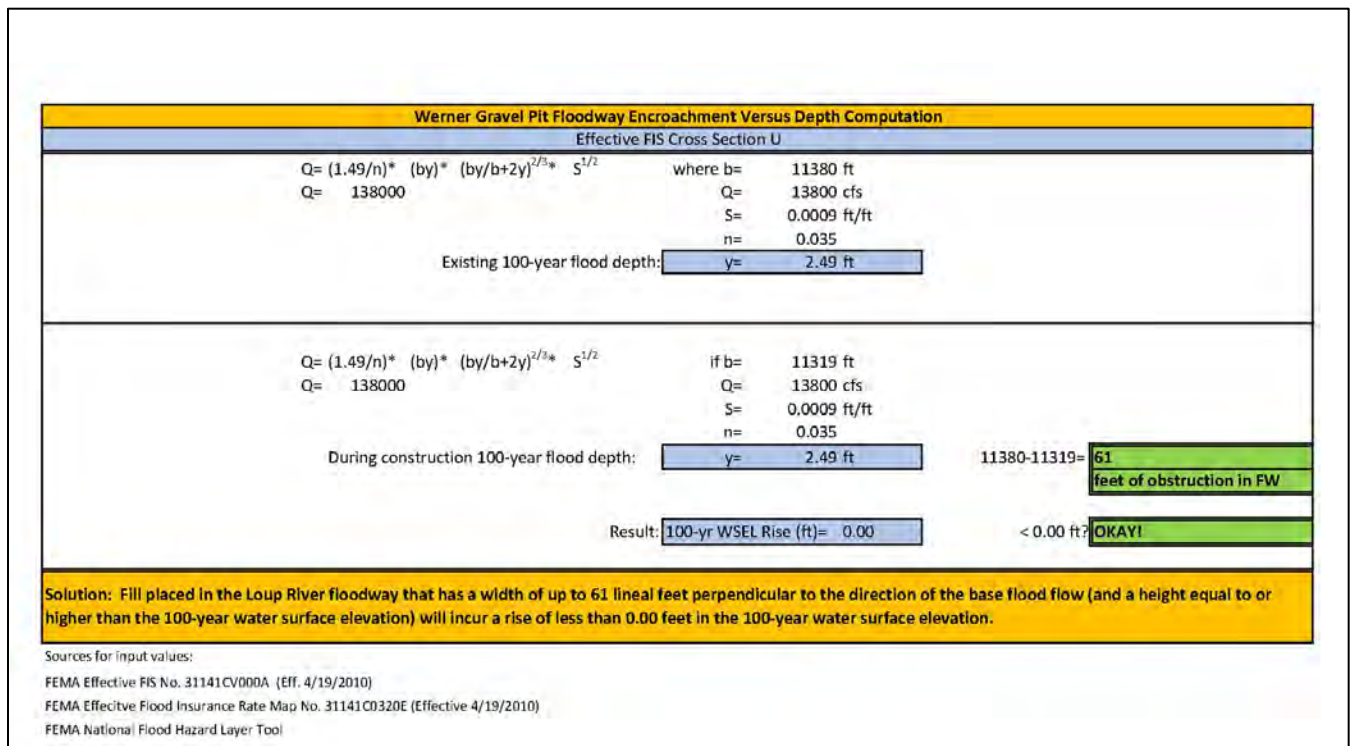 Werner Gravel Pit Floodway Encroachment Versus Depth Computation
Effective FIS Cross Section U
Q= (1.49/n)* (by)* (by/b+2y)^2/3* S^1/2 where b= 11380 ft
Q= 138000 Q= 13800 cfs
S= 0.0009 ft/ft
n= 0.035
Existing 100-year flood depth: y= 2.49 ft
Q= (1.49/n)* (by)* (by/b+2y)^2/3* S^1/2 if b= 11319 ft
Q= 138000 Q= 13800 cfs
S= 0.0009 ft/ft
n= 0.035
During construction 100-year flood depth: y= 2.49 ft 11380-11319= 61
feet of obstruction in FW
Result: 100-yr WSEL Rise (ft)= 0.00 < 0.00 ft? OKAY!
Solution: Fill placed in the Loup River floodway that has a width of up to 61 lineal feet perpendicular to the direction of the base flood flow (and a height equal to or
higher than the 100-year water surface elevation) will incur a rise of less than 0.00 feet in the 100-year water surface elevation.
Sources for input values:
FEMA Effective FIS No. 31141CV000A (Eff. 4/19/2010)
FEMA Effecitve Flood Insurance Rate Map No. 31141C0320E (Effective 4/19/2010)
FEMA National Flood Hazard Layer Tool